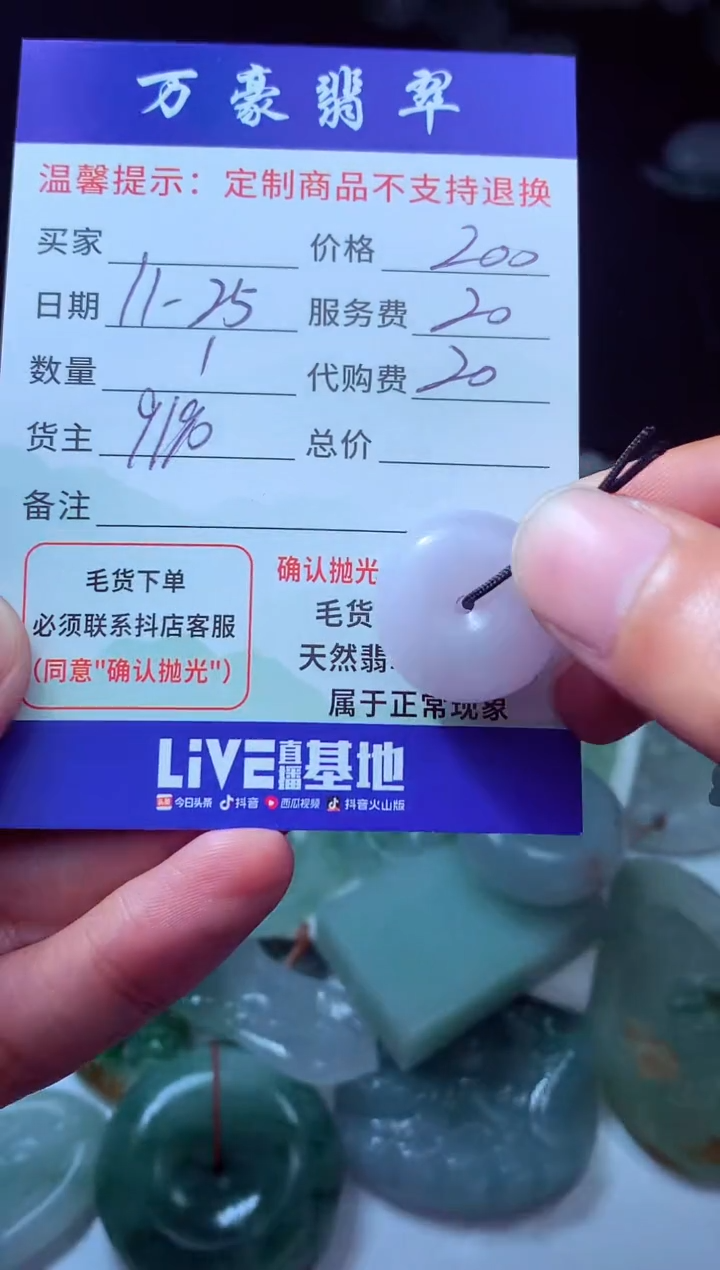 万豪翡翠
温馨提示：定制商品不支持退换
买家 价格 200
日期 11-25 服务费 20
数量 1 代购费 20
货主 总价
备注
毛货下单
必须联系抖店客服
(同意"确认抛光")
确认抛光
毛货
天然翡
属于正常现象
LiVE直播基地
今日头条 抖音 西瓜视频 抖音火山版